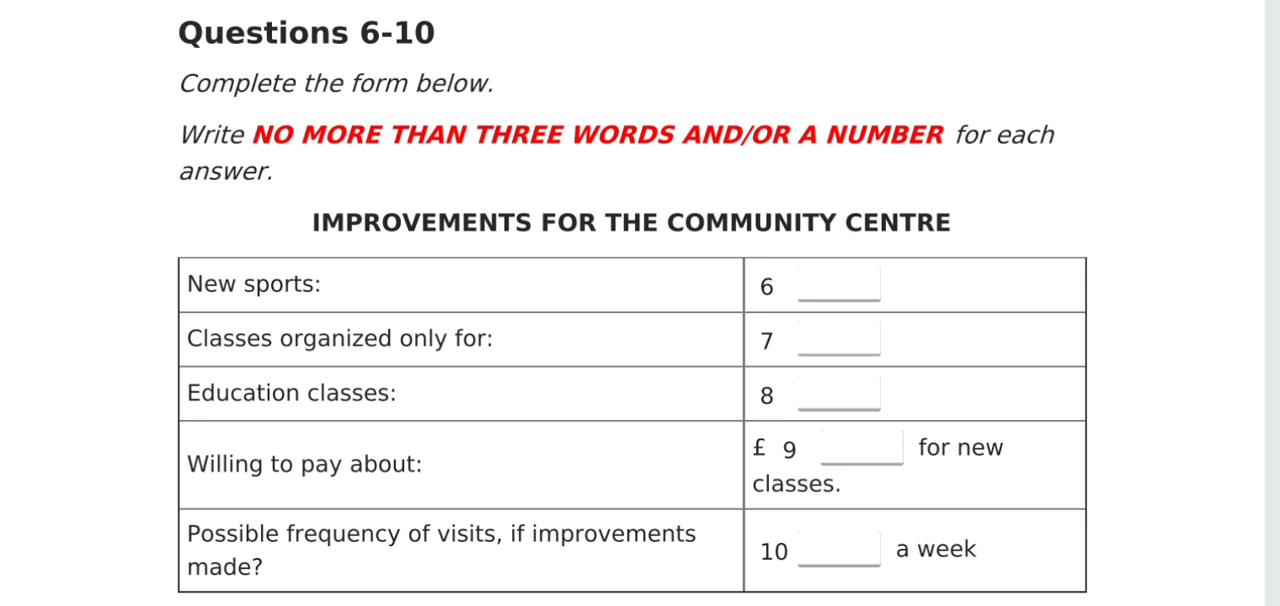 Questions 6-10
Complete the form below.
Write NO MORE THAN THREE WORDS AND/OR A NUMBER for each
answer.
IMPROVEMENTS FOR THE COMMUNITY CENTRE
New sports: 6
Classes organized only for: 7
Education classes: 8
Willing to pay about: £ 9 for new
classes.
Possible frequency of visits, if improvements
made? 10 a week